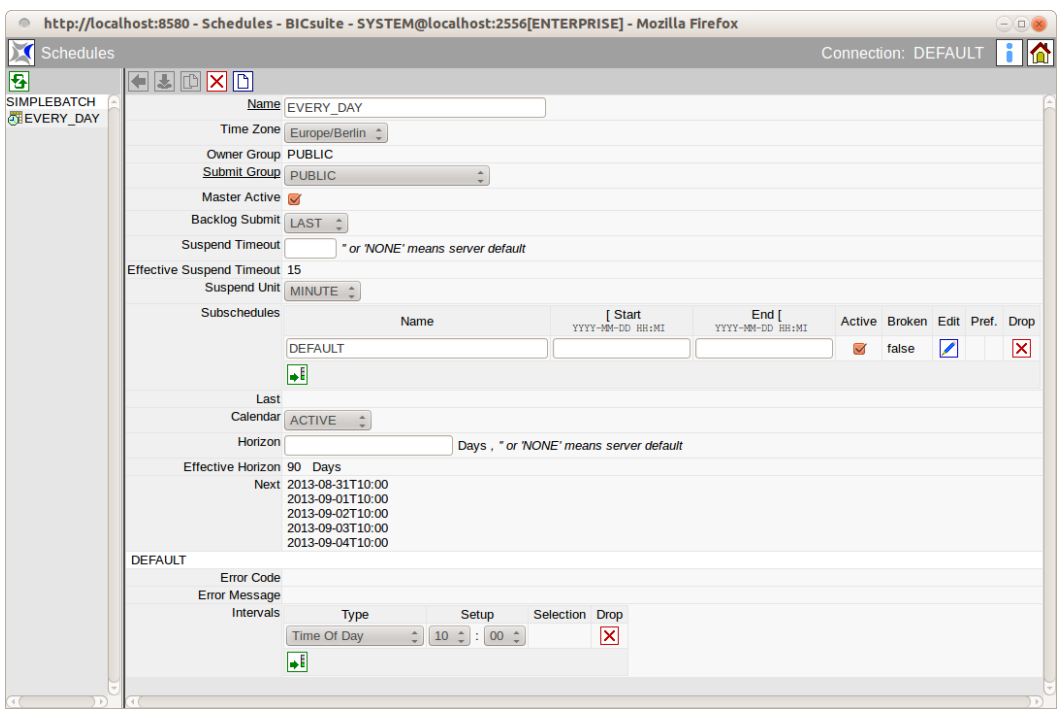 http://localhost:8580 - Schedules - BICsuite - SYSTEM@localhost:2556[ENTERPRISE] - Mozilla Firefox
Schedules
Connection: DEFAULT
SIMPLEBATCH
EVERY_DAY
Name EVERY_DAY
Time Zone Europe/Berlin
Owner Group PUBLIC
Submit Group PUBLIC
Master Active
Backlog Submit LAST
Suspend Timeout '' or 'NONE' means server default
Effective Suspend Timeout 15
Suspend Unit MINUTE
Subschedules
Name [ Start End [ Active Broken Edit Pref. Drop
YYYY-MM-DD HH:MI YYYY-MM-DD HH:MI
DEFAULT false
Last
Calendar ACTIVE
Horizon Days , '' or 'NONE' means server default
Effective Horizon 90 Days
Next 2013-08-31T10:00
2013-09-01T10:00
2013-09-02T10:00
2013-09-03T10:00
2013-09-04T10:00
DEFAULT
Error Code
Error Message
Intervals
Type Setup Selection Drop
Time Of Day 10 : 00